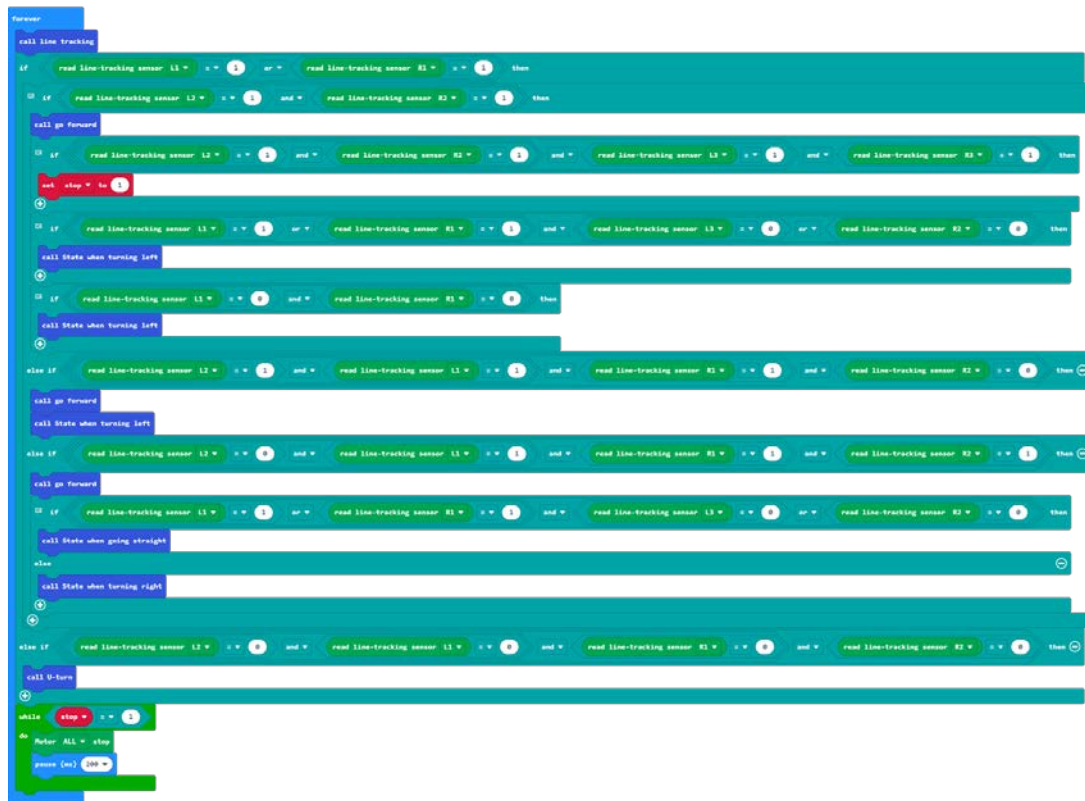 forever
call line tracking
if read line-tracking sensor L1 = 1 or read line-tracking sensor R1 = 1 then
if read line-tracking sensor L2 = 1 and read line-tracking sensor R2 = 1 then
call go forward
if read line-tracking sensor L2 = 1 and read line-tracking sensor R2 = 1 and read line-tracking sensor L3 = 1 and read line-tracking sensor R3 = 1 then
set stop to 1
if read line-tracking sensor L1 = 1 or read line-tracking sensor R1 = 1 and read line-tracking sensor L3 = 0 or read line-tracking sensor R2 = 0 then
call State when turning left
if read line-tracking sensor L1 = 0 and read line-tracking sensor R1 = 0 then
call State when turning left
else if read line-tracking sensor L2 = 1 and read line-tracking sensor L1 = 1 and read line-tracking sensor R1 = 1 and read line-tracking sensor R2 = 0 then
call go forward
call State when turning left
else if read line-tracking sensor L2 = 0 and read line-tracking sensor L1 = 1 and read line-tracking sensor R1 = 1 and read line-tracking sensor R2 = 1 then
call go forward
if read line-tracking sensor L1 = 1 or read line-tracking sensor R1 = 1 and read line-tracking sensor L3 = 0 or read line-tracking sensor R2 = 0 then
call State when going straight
else
call State when turning right
else if read line-tracking sensor L2 = 0 and read line-tracking sensor L1 = 0 and read line-tracking sensor R1 = 0 and read line-tracking sensor R2 = 0 then
call U-turn
while stop = 1
do Motor ALL stop
pause (ms) 200